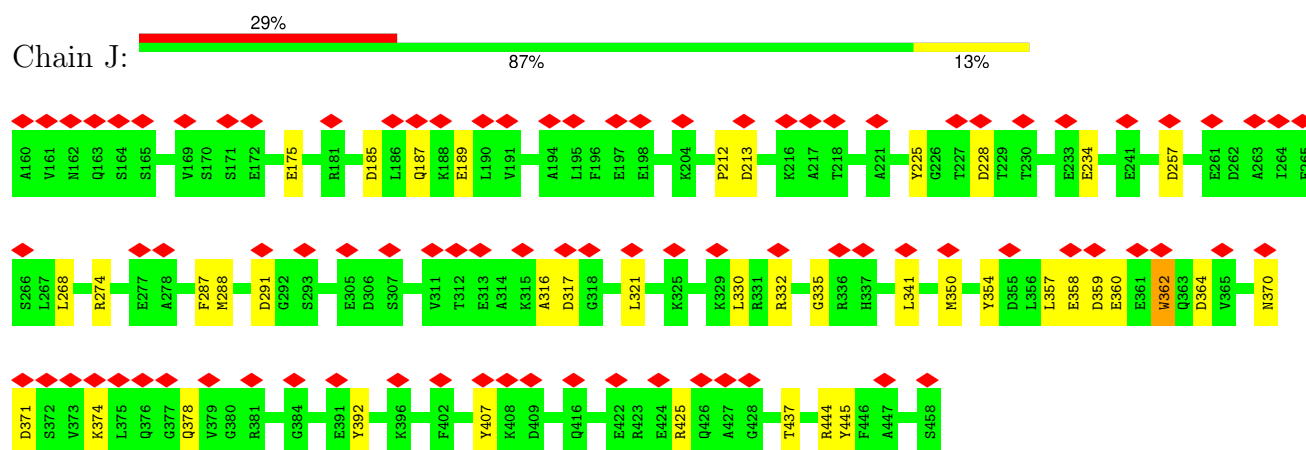 29%
Chain J:
87% 13%
A160 V161 N162 Q163 S164 S165 V169 S170 S171 E172 E175 R181 D185 L186 Q187 K188 E189 L190 V191 A194 L195 F196 E197 E198 K204 P212 D213 K216 A217 T218 A221 Y225 G226 T227 D228 T229 T230 E233 E234 E241 D257 E261 D262 A263 I264 E265
S266 L267 L268 R274 E277 A278 F287 M288 D291 G292 S293 E305 D306 S307 V311 T312 E313 A314 K315 A316 D317 G318 L321 K325 K329 L330 R331 R332 G335 R336 H337 L341 M350 Y354 D355 L356 L357 E358 D359 E360 E361 W362 Q363 D364 V365 N370
D371 S372 V373 K374 L375 Q376 G377 Q378 V379 G380 R381 G384 E391 Y392 K396 F402 Y407 K408 D409 Q416 E422 R423 E424 R425 Q426 A427 G428 T437 R444 Y445 F446 A447 S458